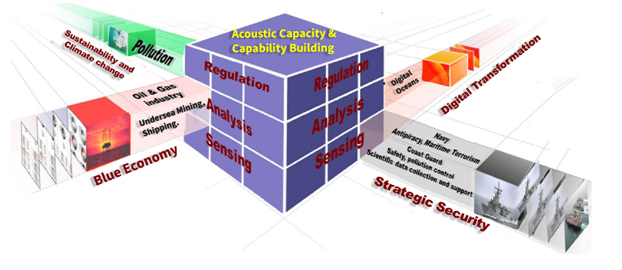 Acoustic Capacity &
Capability Building
Pollution
Sustainability and
Climate change
Regulation
Analysis
Sensing
Regulation
Analysis
Sensing
Oil & Gas
industry
Undersea Mining,
Shipping.
Blue Economy
Digital
Oceans
Digital Transformation
Navy
Antipiracy, Maritime Terrorism
Coast Guard
Safety, pollution control
Scientific data collection and support
Strategic Security